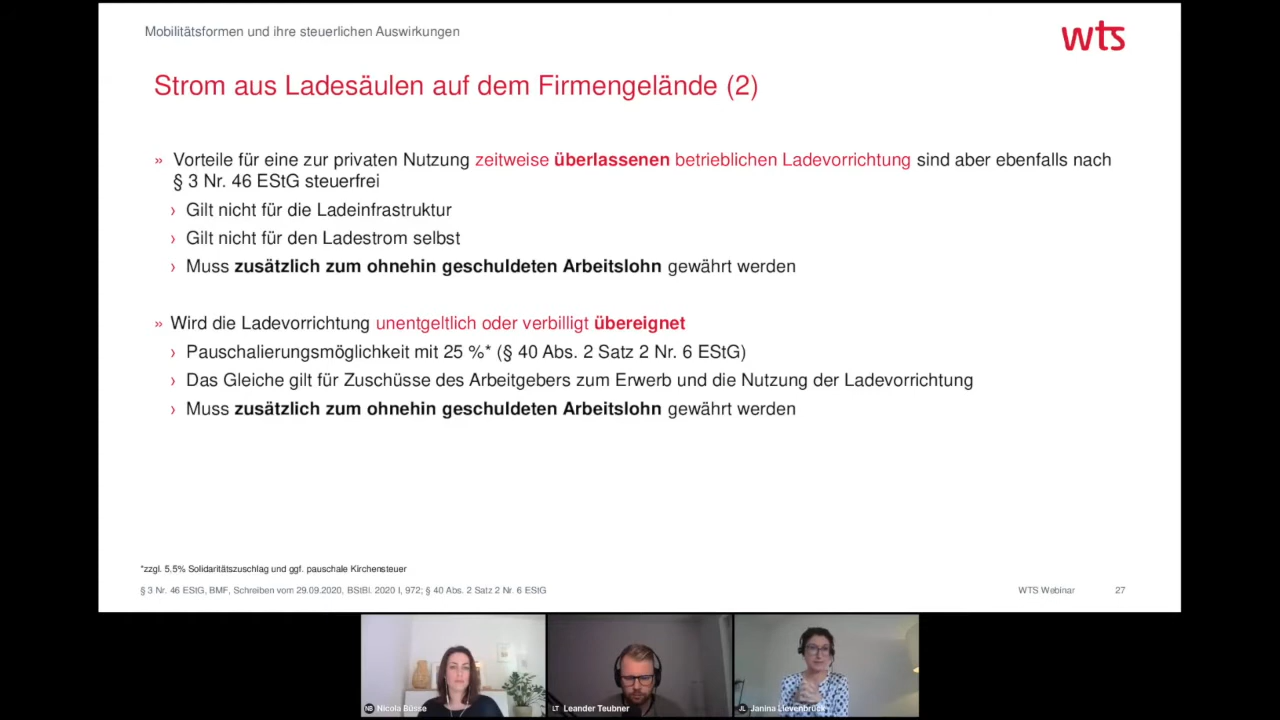 Mobilitätsformen und ihre steuerlichen Auswirkungen
wts
Strom aus Ladesäulen auf dem Firmengelände (2)
» Vorteile für eine zur privaten Nutzung zeitweise überlassenen betrieblichen Ladevorrichtung sind aber ebenfalls nach
§ 3 Nr. 46 EStG steuerfrei
› Gilt nicht für die Ladeinfrastruktur
› Gilt nicht für den Ladestrom selbst
› Muss zusätzlich zum ohnehin geschuldeten Arbeitslohn gewährt werden
» Wird die Ladevorrichtung unentgeltlich oder verbilligt übereignet
› Pauschalierungsmöglichkeit mit 25 %* (§ 40 Abs. 2 Satz 2 Nr. 6 EStG)
› Das Gleiche gilt für Zuschüsse des Arbeitgebers zum Erwerb und die Nutzung der Ladevorrichtung
› Muss zusätzlich zum ohnehin geschuldeten Arbeitslohn gewährt werden
*zzgl. 5.5% Solidaritätszuschlag und ggf. pauschale Kirchensteuer
§ 3 Nr. 46 EStG, BMF, Schreiben vom 29.09.2020, BStBl. 2020 I, 972; § 40 Abs. 2 Satz 2 Nr. 6 EStG
WTS Webinar 27
NB Nicola Büsse
LT Leander Teubner
JL Janina Lievenbrück